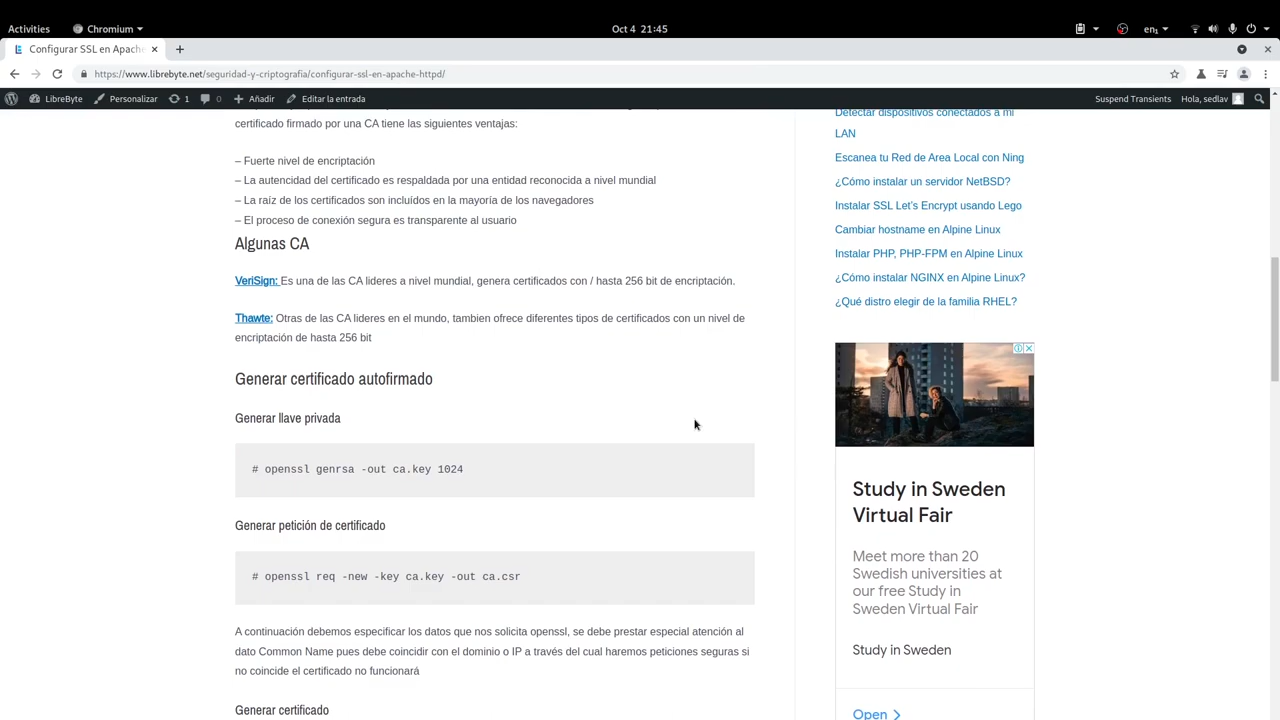 Activities
Chromium
Oct 4 21:45
en₁
Configurar SSL en Apach
https://www.librebyte.net/seguridad-y-criptografia/configurar-ssl-en-apache-httpd/
LibreByte
Personalizar
1
0
Añadir
Editar la entrada
Suspend Transients
Hola, sedlav
certificado firmado por una CA tiene las siguientes ventajas:
– Fuerte nivel de encriptación
– La autencidad del certificado es respaldada por una entidad reconocida a nivel mundial
– La raíz de los certificados son incluídos en la mayoría de los navegadores
– El proceso de conexión segura es transparente al usuario
Algunas CA
VeriSign: Es una de las CA lideres a nivel mundial, genera certificados con / hasta 256 bit de encriptación.
Thawte: Otras de las CA lideres en el mundo, tambien ofrece diferentes tipos de certificados con un nivel de
encriptación de hasta 256 bit
Generar certificado autofirmado
Generar llave privada
# openssl genrsa -out ca.key 1024
Generar petición de certificado
# openssl req -new -key ca.key -out ca.csr
A continuación debemos especificar los datos que nos solicita openssl, se debe prestar especial atención al
dato Common Name pues debe coincidir con el dominio o IP a través del cual haremos peticiones seguras si
no coincide el certificado no funcionará
Generar certificado
Detectar dispositivos conectados a mi
LAN
Escanea tu Red de Area Local con Ning
¿Cómo instalar un servidor NetBSD?
Instalar SSL Let's Encrypt usando Lego
Cambiar hostname en Alpine Linux
Instalar PHP, PHP-FPM en Alpine Linux
¿Cómo instalar NGINX en Alpine Linux?
¿Qué distro elegir de la familia RHEL?
Study in Sweden
Virtual Fair
Meet more than 20
Swedish universities at
our free Study in
Sweden Virtual Fair
Study in Sweden
Open